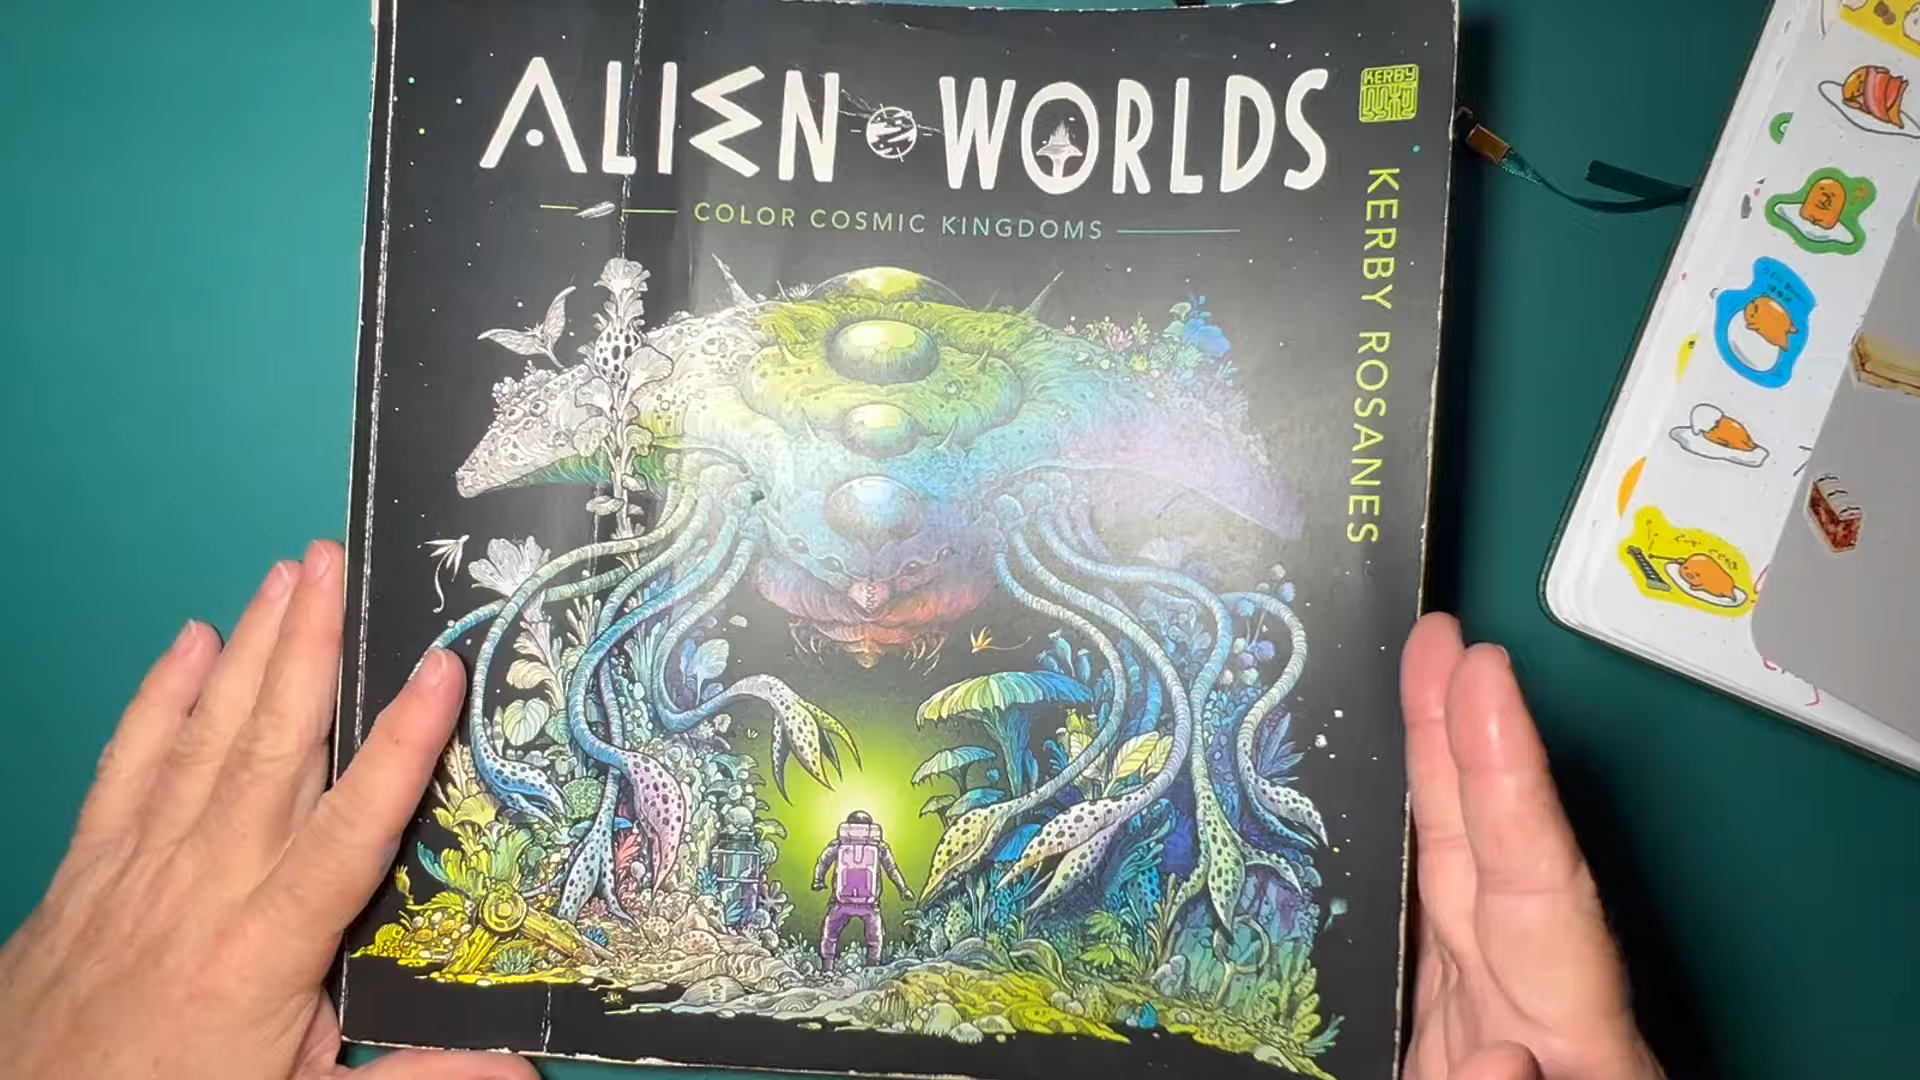 ALIEN WORLDS
COLOR COSMIC KINGDOMS
KERBY ROSANES
KERBY